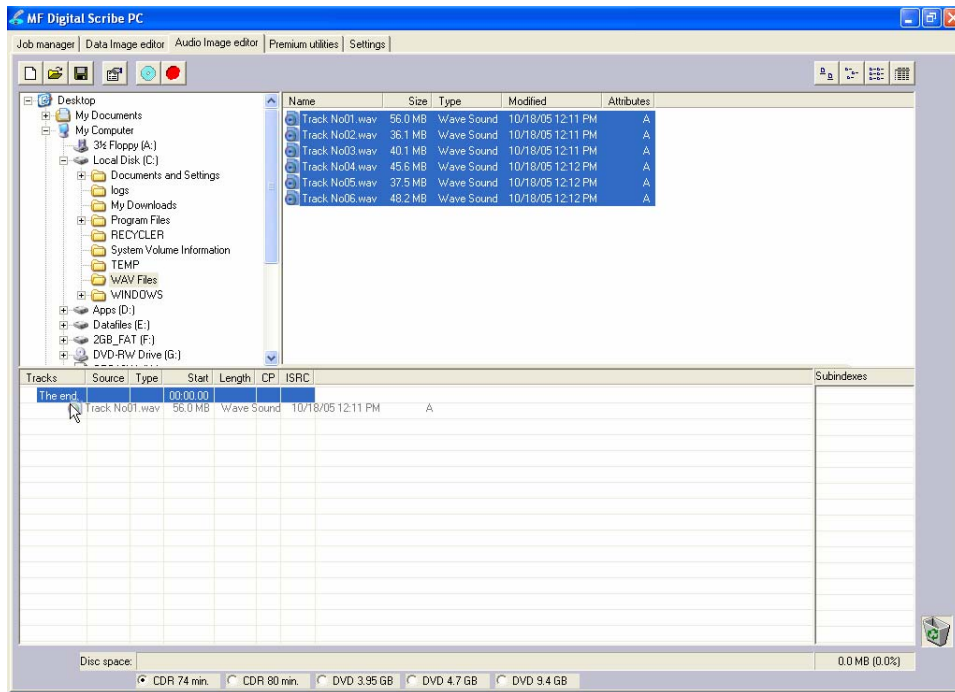 MF Digital Scribe PC
Job manager Data Image editor Audio Image editor Premium utilities Settings
Desktop
My Documents
My Computer
3½ Floppy (A:)
Local Disk (C:)
Documents and Settings
logs
My Downloads
Program Files
RECYCLER
System Volume Information
TEMP
WAV Files
WINDOWS
Apps (D:)
Datafiles (E:)
2GB_FAT (F:)
DVD-RW Drive (G:)
Name Size Type Modified Attributes
Track No01.wav 56.0 MB Wave Sound 10/18/05 12:11 PM A
Track No02.wav 36.1 MB Wave Sound 10/18/05 12:11 PM A
Track No03.wav 40.1 MB Wave Sound 10/18/05 12:11 PM A
Track No04.wav 45.6 MB Wave Sound 10/18/05 12:12 PM A
Track No05.wav 37.5 MB Wave Sound 10/18/05 12:12 PM A
Track No06.wav 48.2 MB Wave Sound 10/18/05 12:12 PM A
Tracks Source Type Start Length CP ISRC Subindexes
The end. 00:00.00
Track No01.wav 56.0 MB Wave Sound 10/18/05 12:11 PM A
Disc space: 0.0 MB (0.0%)
CDR 74 min. CDR 80 min. DVD 3.95 GB DVD 4.7 GB DVD 9.4 GB